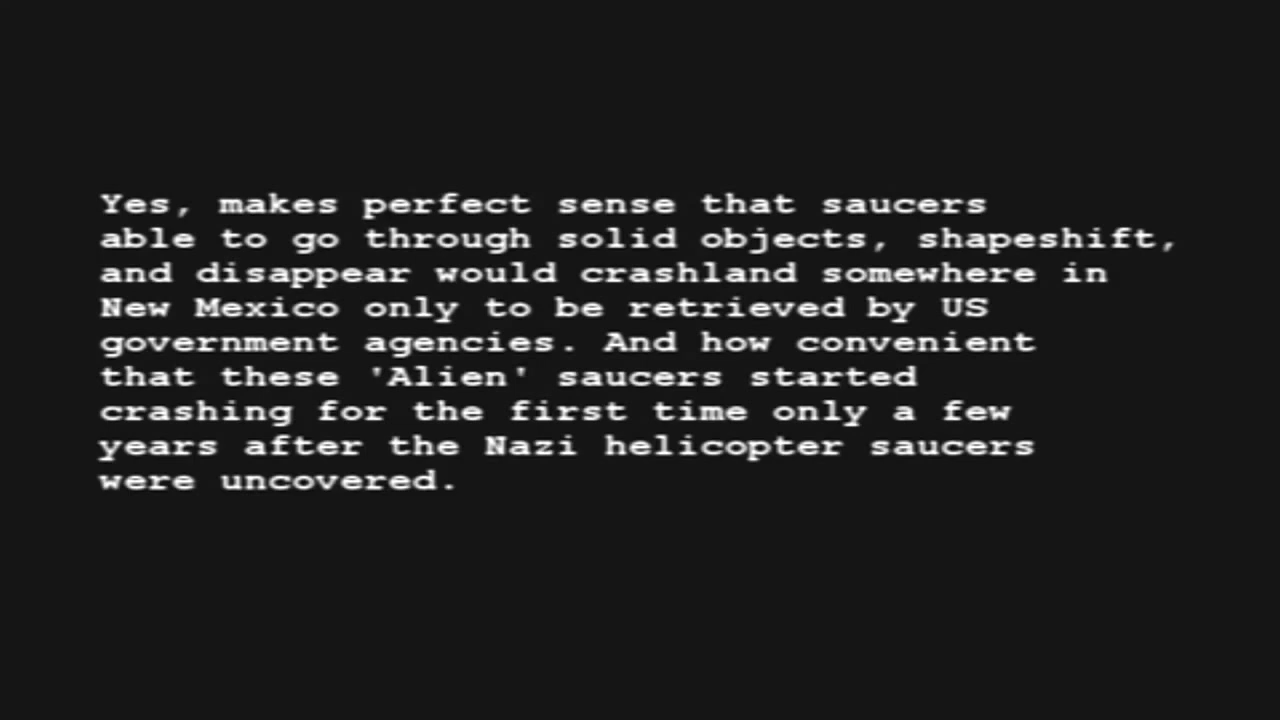 Yes, makes perfect sense that saucers
able to go through solid objects, shapeshift,
and disappear would crashland somewhere in
New Mexico only to be retrieved by US
government agencies. And how convenient
that these 'Alien' saucers started
crashing for the first time only a few
years after the Nazi helicopter saucers
were uncovered.